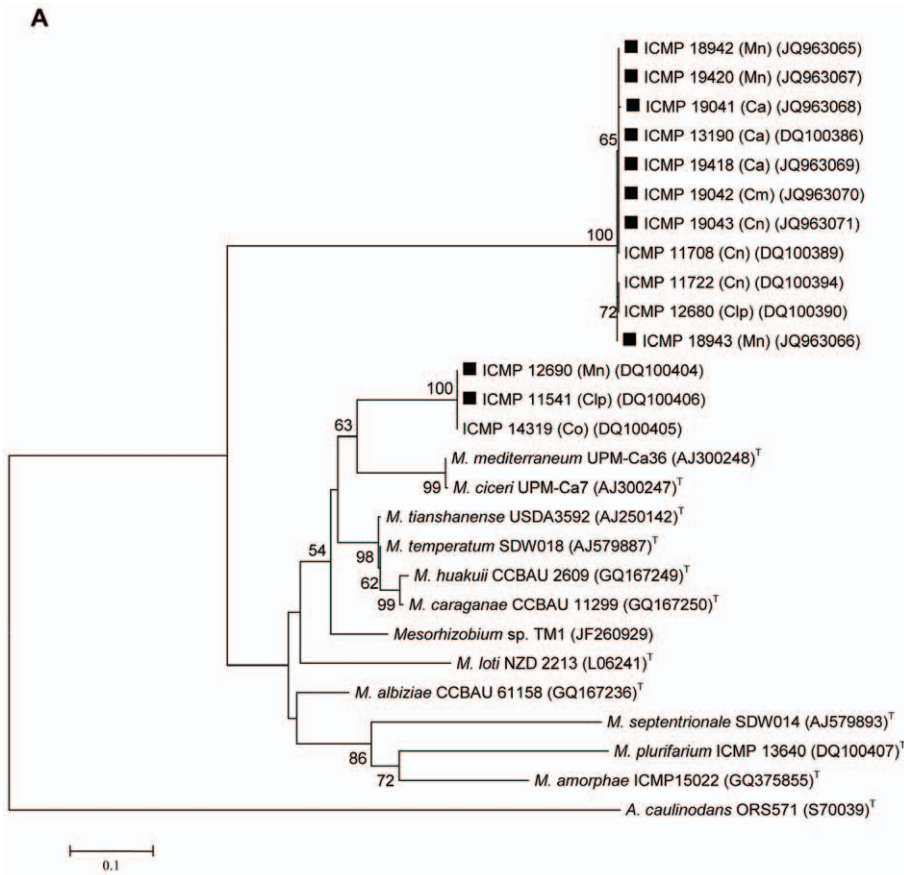 A
ICMP 18942 (Mn) (JQ963065)
ICMP 19420 (Mn) (JQ963067)
ICMP 19041 (Ca) (JQ963068)
65
ICMP 13190 (Ca) (DQ100386)
ICMP 19418 (Ca) (JQ963069)
ICMP 19042 (Cm) (JQ963070)
ICMP 19043 (Cn) (JQ963071)
100
ICMP 11708 (Cn) (DQ100389)
ICMP 11722 (Cn) (DQ100394)
72 ICMP 12680 (Clp) (DQ100390)
ICMP 18943 (Mn) (JQ963066)
ICMP 12690 (Mn) (DQ100404)
100
ICMP 11541 (Clp) (DQ100406)
63 ICMP 14319 (Co) (DQ100405)
M. mediterraneum UPM-Ca36 (AJ300248)T
99 M. ciceri UPM-Ca7 (AJ300247)T
M. tianshanense USDA3592 (AJ250142)T
54 98 M. temperatum SDW018 (AJ579887)T
62 M. huakuii CCBAU 2609 (GQ167249)T
99 M. caraganae CCBAU 11299 (GQ167250)T
Mesorhizobium sp. TM1 (JF260929)
M. loti NZD 2213 (L06241)T
M. albiziae CCBAU 61158 (GQ167236)T
M. septentrionale SDW014 (AJ579893)T
86 M. plurifarium ICMP 13640 (DQ100407)T
72 M. amorphae ICMP15022 (GQ375855)T
A. caulinodans ORS571 (S70039)T
0.1